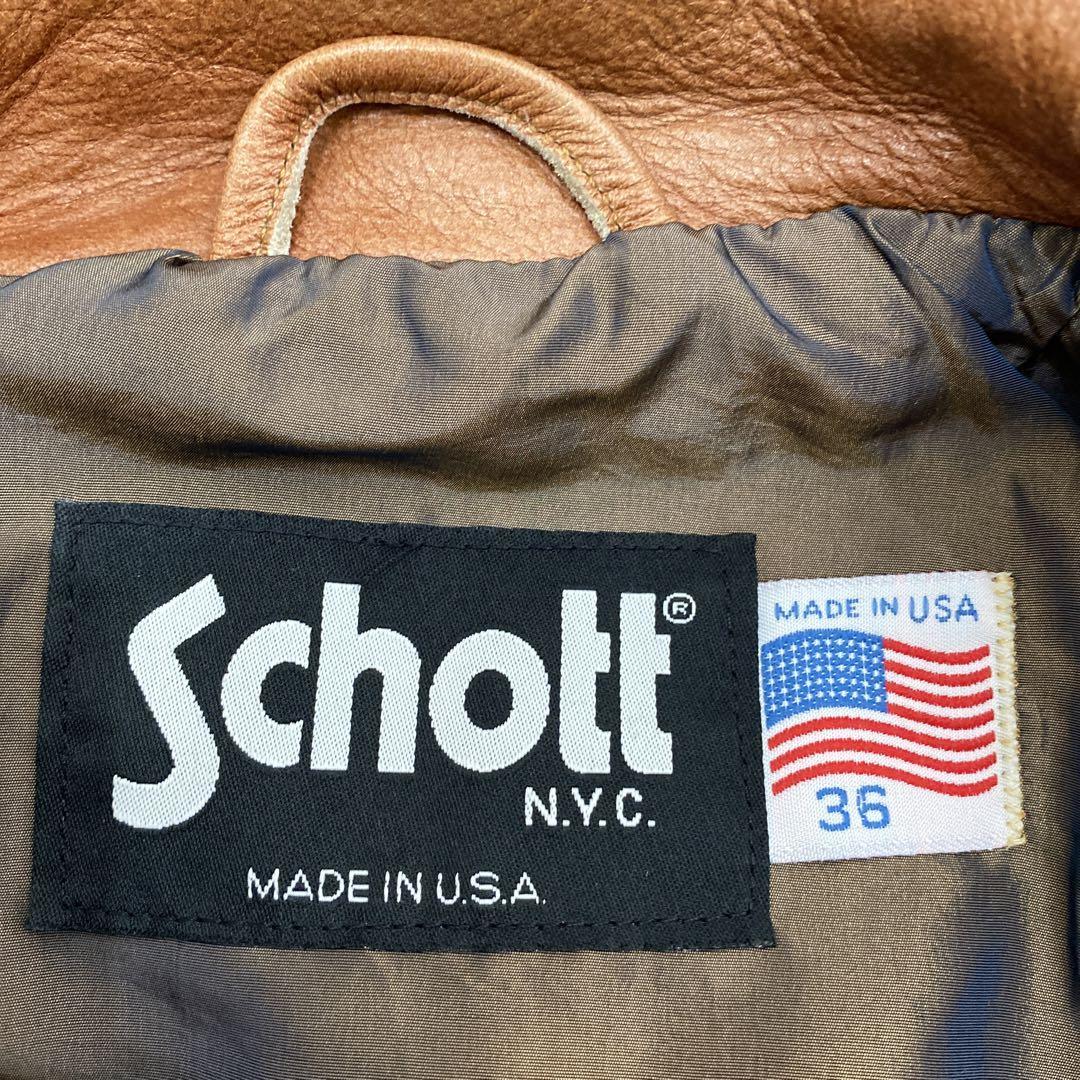 Schott®
N.Y.C.
MADE IN U.S.A.
MADE IN USA
36